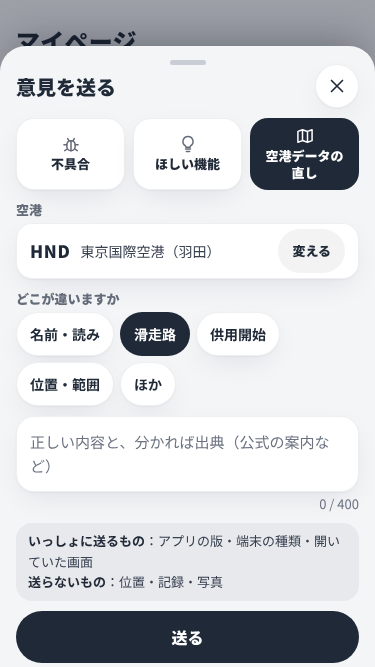 マイページ
意見を送る
不具合
ほしい機能
空港データの
直し
空港
HND 東京国際空港（羽田） 変える
どこが違いますか
名前・読み 滑走路 供用開始
位置・範囲 ほか
正しい内容と、分かれば出典（公式の案内な
ど）
0 / 400
いっしょに送るもの：アプリの版・端末の種類・開い
ていた画面
送らないもの：位置・記録・写真
送る